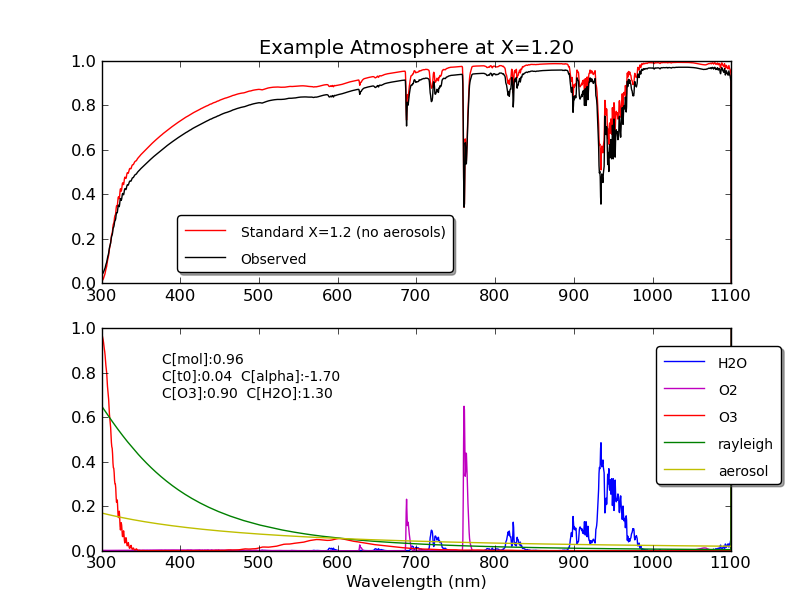 Example Atmosphere at X=1.20
1.0
0.8
0.6
0.4
0.2
0.0
Standard X=1.2 (no aerosols)
Observed
300 400 500 600 700 800 900 1000 1100
1.0
0.8
0.6
0.4
0.2
0.0
C[mol]:0.96
C[t0]:0.04 C[alpha]:-1.70
C[O3]:0.90 C[H2O]:1.30
H2O
O2
O3
rayleigh
aerosol
300 400 500 600 700 800 900 1000 1100
Wavelength (nm)